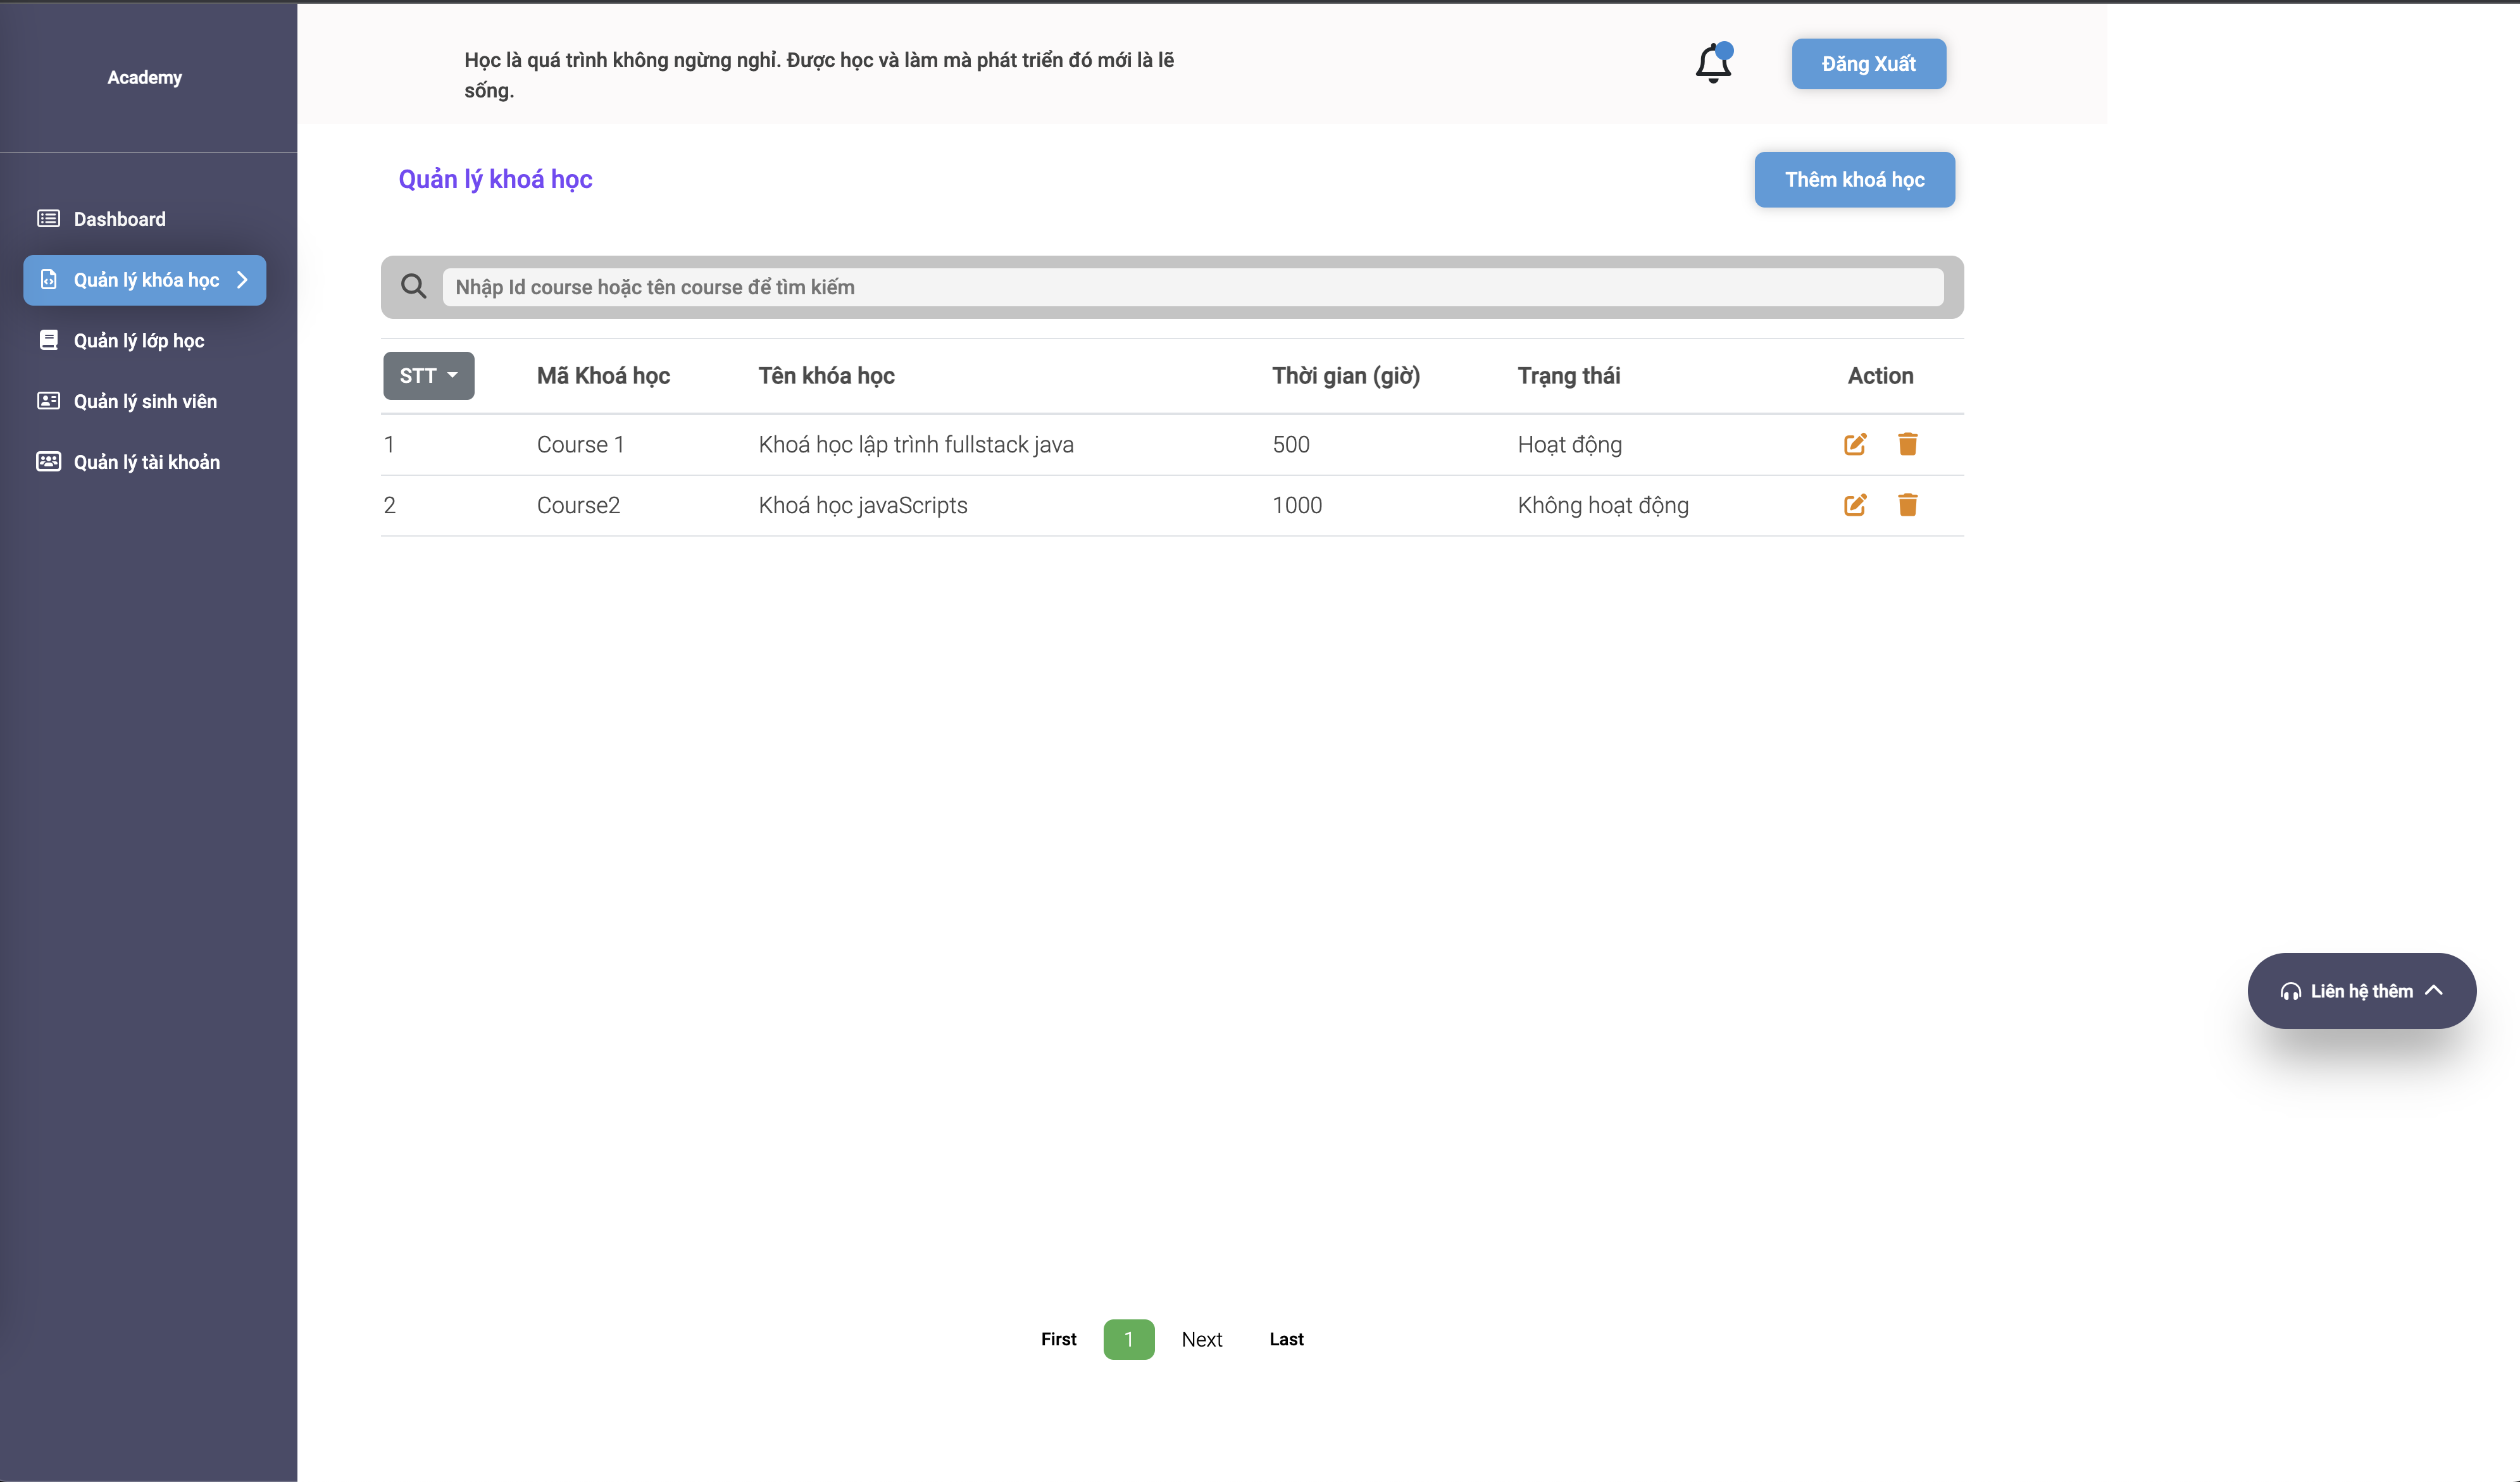 Academy
Học là quá trình không ngừng nghỉ. Được học và làm mà phát triển đó mới là lẽ
sống.
Đăng Xuất
Quản lý khoá học
Thêm khoá học
Dashboard
Quản lý khóa học
Quản lý lớp học
Quản lý sinh viên
Quản lý tài khoản
Nhập Id course hoặc tên course để tìm kiếm
STT Mã Khoá học Tên khóa học Thời gian (giờ) Trạng thái Action
1 Course 1 Khoá học lập trình fullstack java 500 Hoạt động
2 Course2 Khoá học javaScripts 1000 Không hoạt động
Liên hệ thêm
First 1 Next Last